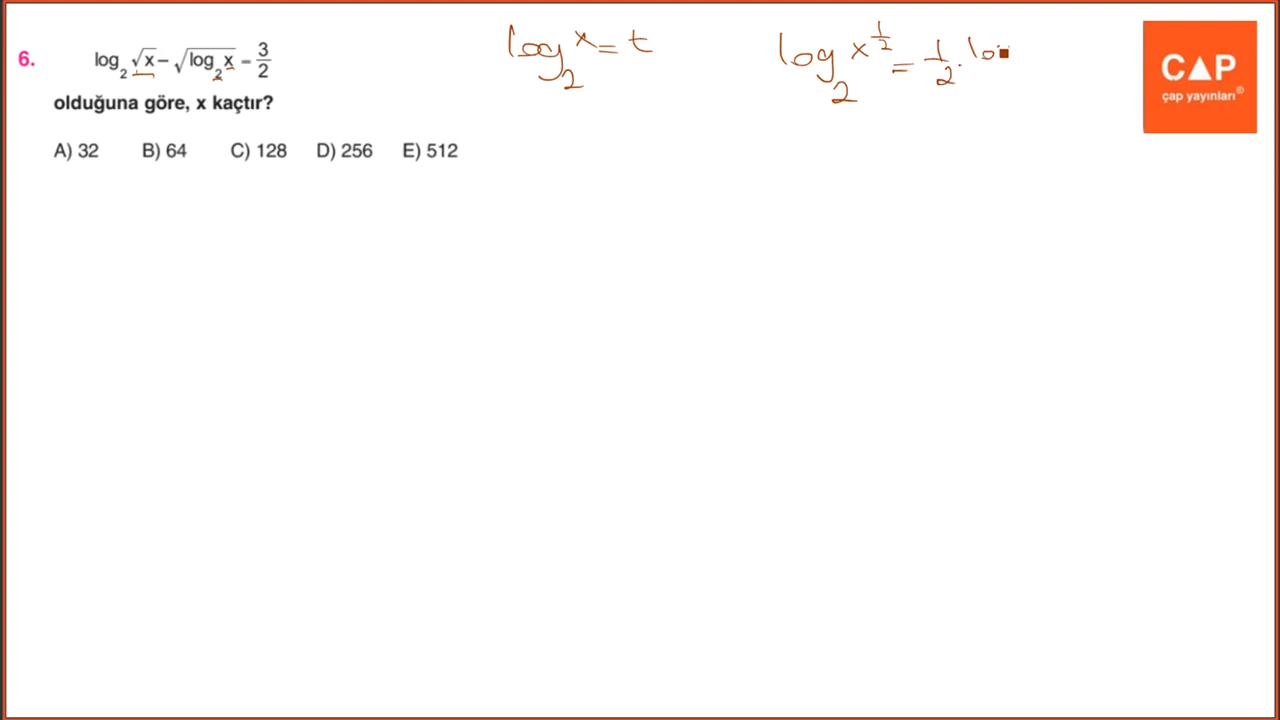 6. log₂√x − √log₂x = 3/2
olduğuna göre, x kaçtır?
A) 32 B) 64 C) 128 D) 256 E) 512
log₂x = t
log₂x^(1/2) = 1/2 . lo
ÇAP
çap yayınları®